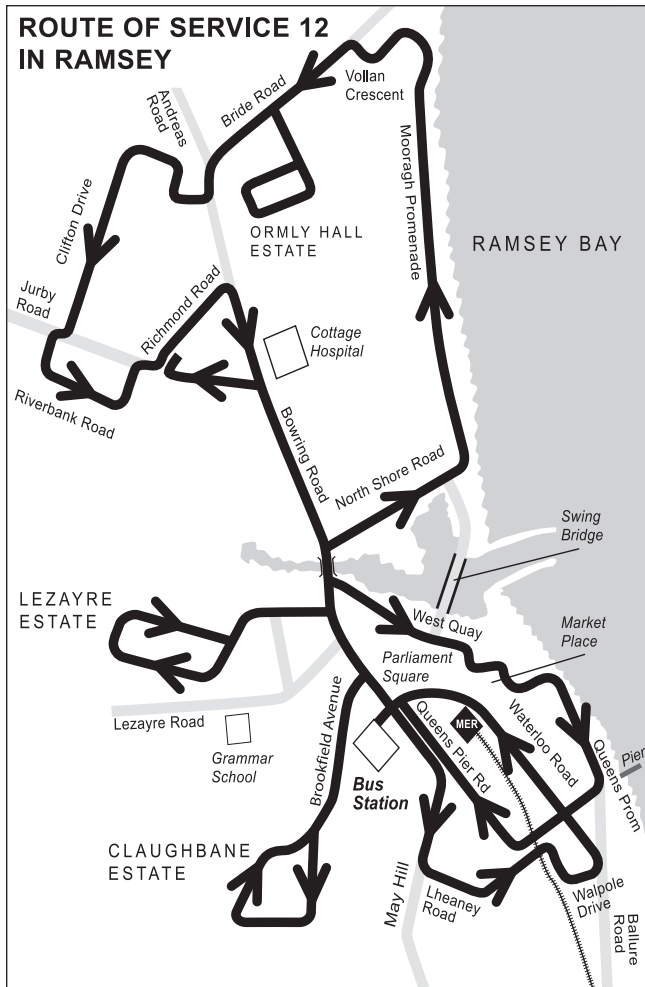 ROUTE OF SERVICE 12
IN RAMSEY
Andreas
Road
Bride Road
Vollan
Crescent
Mooragh Promenade
Clifton Drive
ORMLY HALL
ESTATE
RAMSEY BAY
Jurby
Road
Richmond Road
Cottage
Hospital
Riverbank Road
Bowring Road
North Shore Road
Swing
Bridge
LEZAYRE
ESTATE
West Quay
Market
Place
Parliament
Square
Lezayre Road
Grammar
School
Brookfield Avenue
Bus
Station
Queens Pier Rd
MER
Waterloo Road
Queens Prom
Pier
CLAUGHBANE
ESTATE
May Hill
Lheaney
Road
Walpole
Drive
Ballure
Road